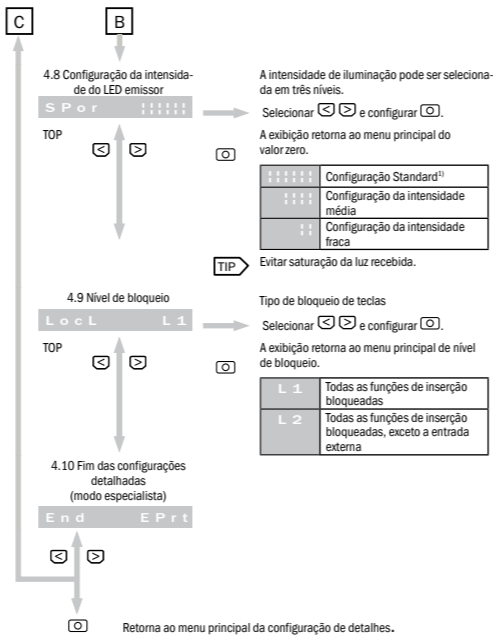 C
B
4.8 Configuração da intensida-
de do LED emissor
SPor
TOP
A intensidade de iluminação pode ser seleciona-
da em três níveis.
Selecionar < > e configurar O.
A exibição retorna ao menu principal do
valor zero.
Configuração Standard¹⁾
Configuração da intensidade
média
Configuração da intensidade
fraca
TIP
Evitar saturação da luz recebida.
4.9 Nível de bloqueio
LocL L1
TOP
Tipo de bloqueio de teclas
Selecionar < > e configurar O.
A exibição retorna ao menu principal de nível
de bloqueio.
L1 Todas as funções de inserção
bloqueadas
L2 Todas as funções de inserção
bloqueadas, exceto a entrada
externa
4.10 Fim das configurações
detalhadas
(modo especialista)
End EPrt
Retorna ao menu principal da configuração de detalhes.